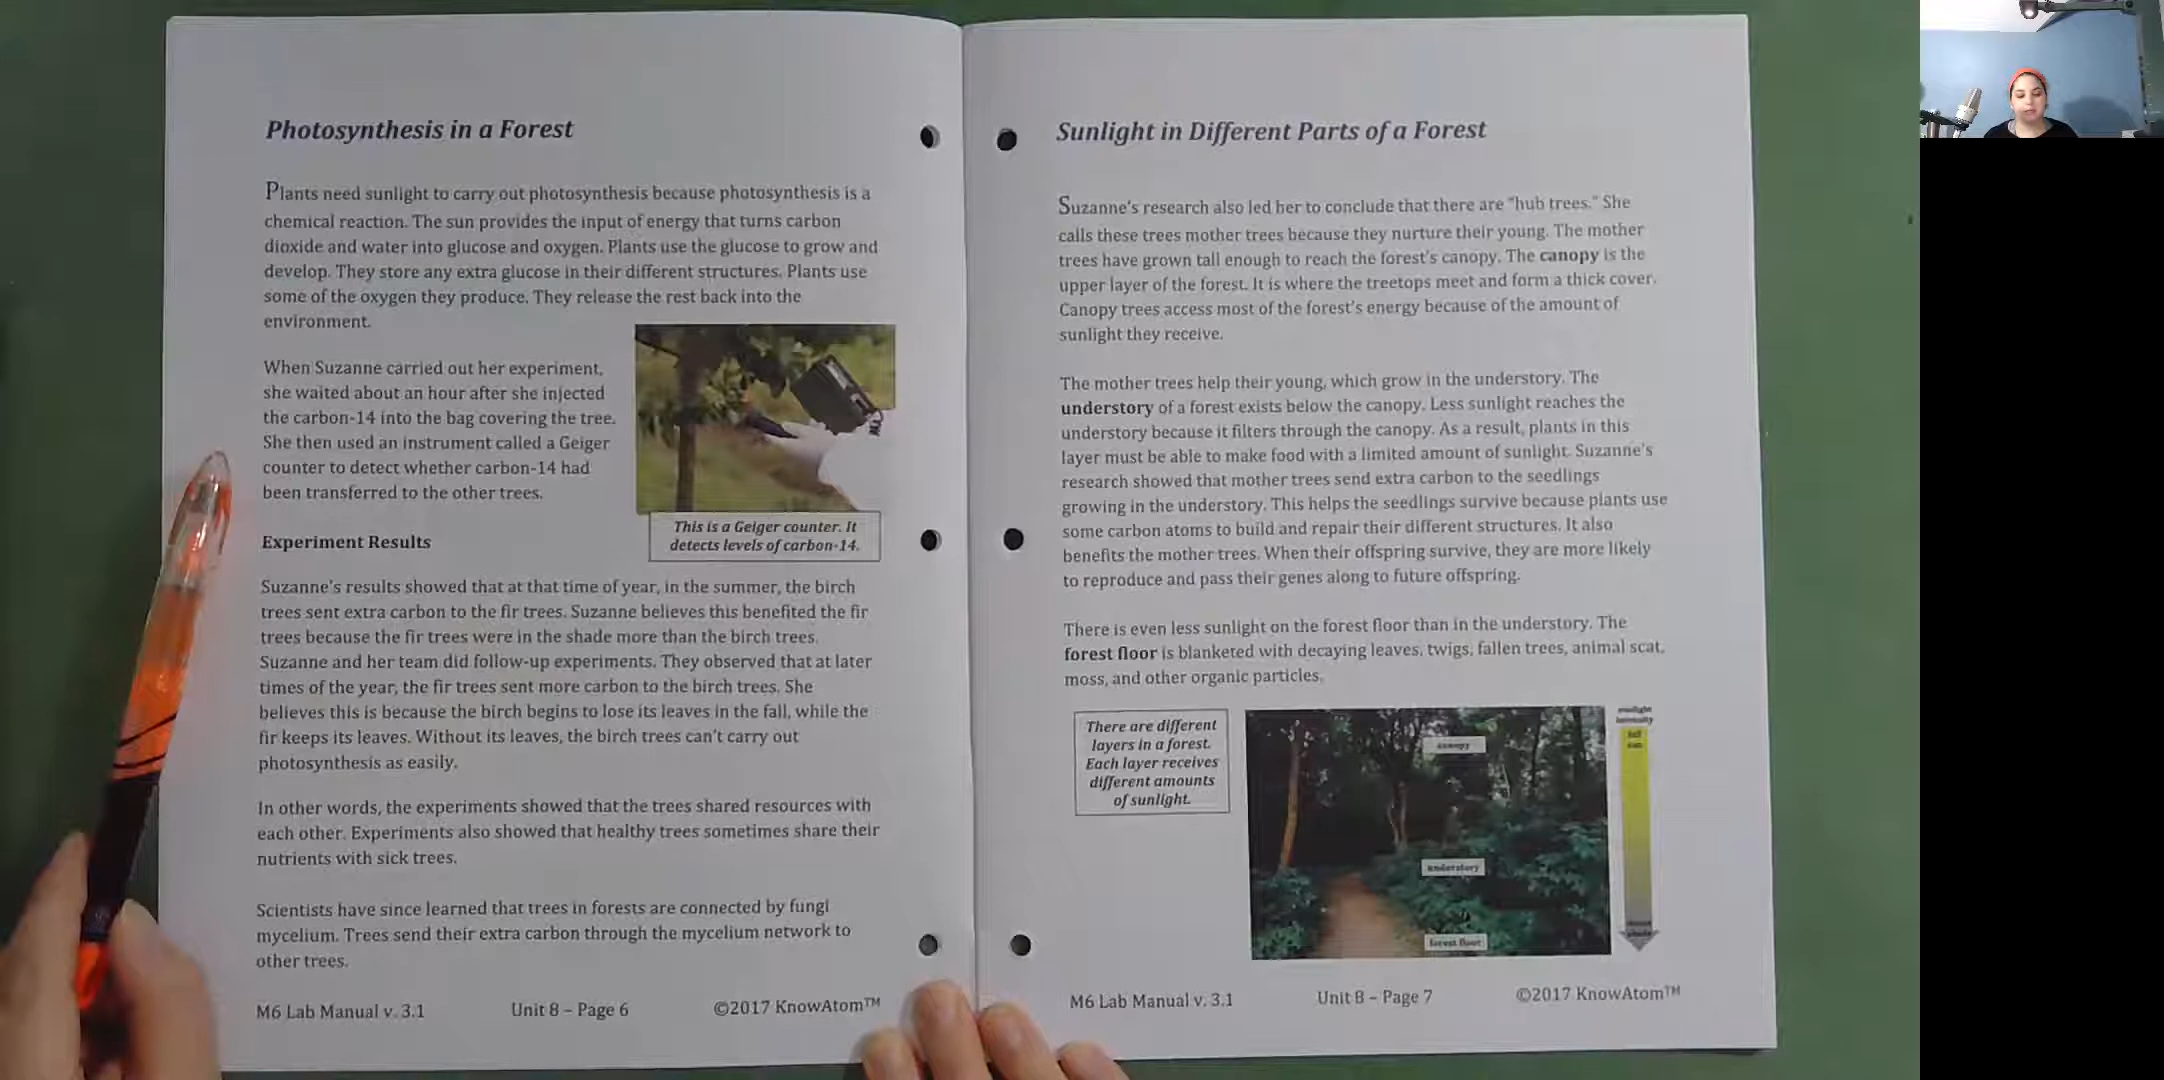 Photosynthesis in a Forest
Plants need sunlight to carry out photosynthesis because photosynthesis is a
chemical reaction. The sun provides the input of energy that turns carbon
dioxide and water into glucose and oxygen. Plants use the glucose to grow and
develop. They store any extra glucose in their different structures. Plants use
some of the oxygen they produce. They release the rest back into the
environment.
When Suzanne carried out her experiment,
she waited about an hour after she injected
the carbon-14 into the bag covering the tree.
She then used an instrument called a Geiger
counter to detect whether carbon-14 had
been transferred to the other trees.
This is a Geiger counter. It
detects levels of carbon-14.
Experiment Results
Suzanne's results showed that at that time of year, in the summer, the birch
trees sent extra carbon to the fir trees. Suzanne believes this benefited the fir
trees because the fir trees were in the shade more than the birch trees.
Suzanne and her team did follow-up experiments. They observed that at later
times of the year, the fir trees sent more carbon to the birch trees. She
believes this is because the birch begins to lose its leaves in the fall, while the
fir keeps its leaves. Without its leaves, the birch trees can't carry out
photosynthesis as easily.
In other words, the experiments showed that the trees shared resources with
each other. Experiments also showed that healthy trees sometimes share their
nutrients with sick trees.
Scientists have since learned that trees in forests are connected by fungi
mycelium. Trees send their extra carbon through the mycelium network to
other trees.
M6 Lab Manual v. 3.1 Unit 8 – Page 6 ©2017 KnowAtom™
Sunlight in Different Parts of a Forest
Suzanne's research also led her to conclude that there are "hub trees." She
calls these trees mother trees because they nurture their young. The mother
trees have grown tall enough to reach the forest's canopy. The canopy is the
upper layer of the forest. It is where the treetops meet and form a thick cover.
Canopy trees access most of the forest's energy because of the amount of
sunlight they receive.
The mother trees help their young, which grow in the understory. The
understory of a forest exists below the canopy. Less sunlight reaches the
understory because it filters through the canopy. As a result, plants in this
layer must be able to make food with a limited amount of sunlight. Suzanne's
research showed that mother trees send extra carbon to the seedlings
growing in the understory. This helps the seedlings survive because plants use
some carbon atoms to build and repair their different structures. It also
benefits the mother trees. When their offspring survive, they are more likely
to reproduce and pass their genes along to future offspring.
There is even less sunlight on the forest floor than in the understory. The
forest floor is blanketed with decaying leaves, twigs, fallen trees, animal scat,
moss, and other organic particles.
There are different
layers in a forest.
Each layer receives
different amounts
of sunlight.
canopy
understory
forest floor
sunlight
intensity
full
sun
shade
M6 Lab Manual v. 3.1 Unit 8 – Page 7 ©2017 KnowAtom™